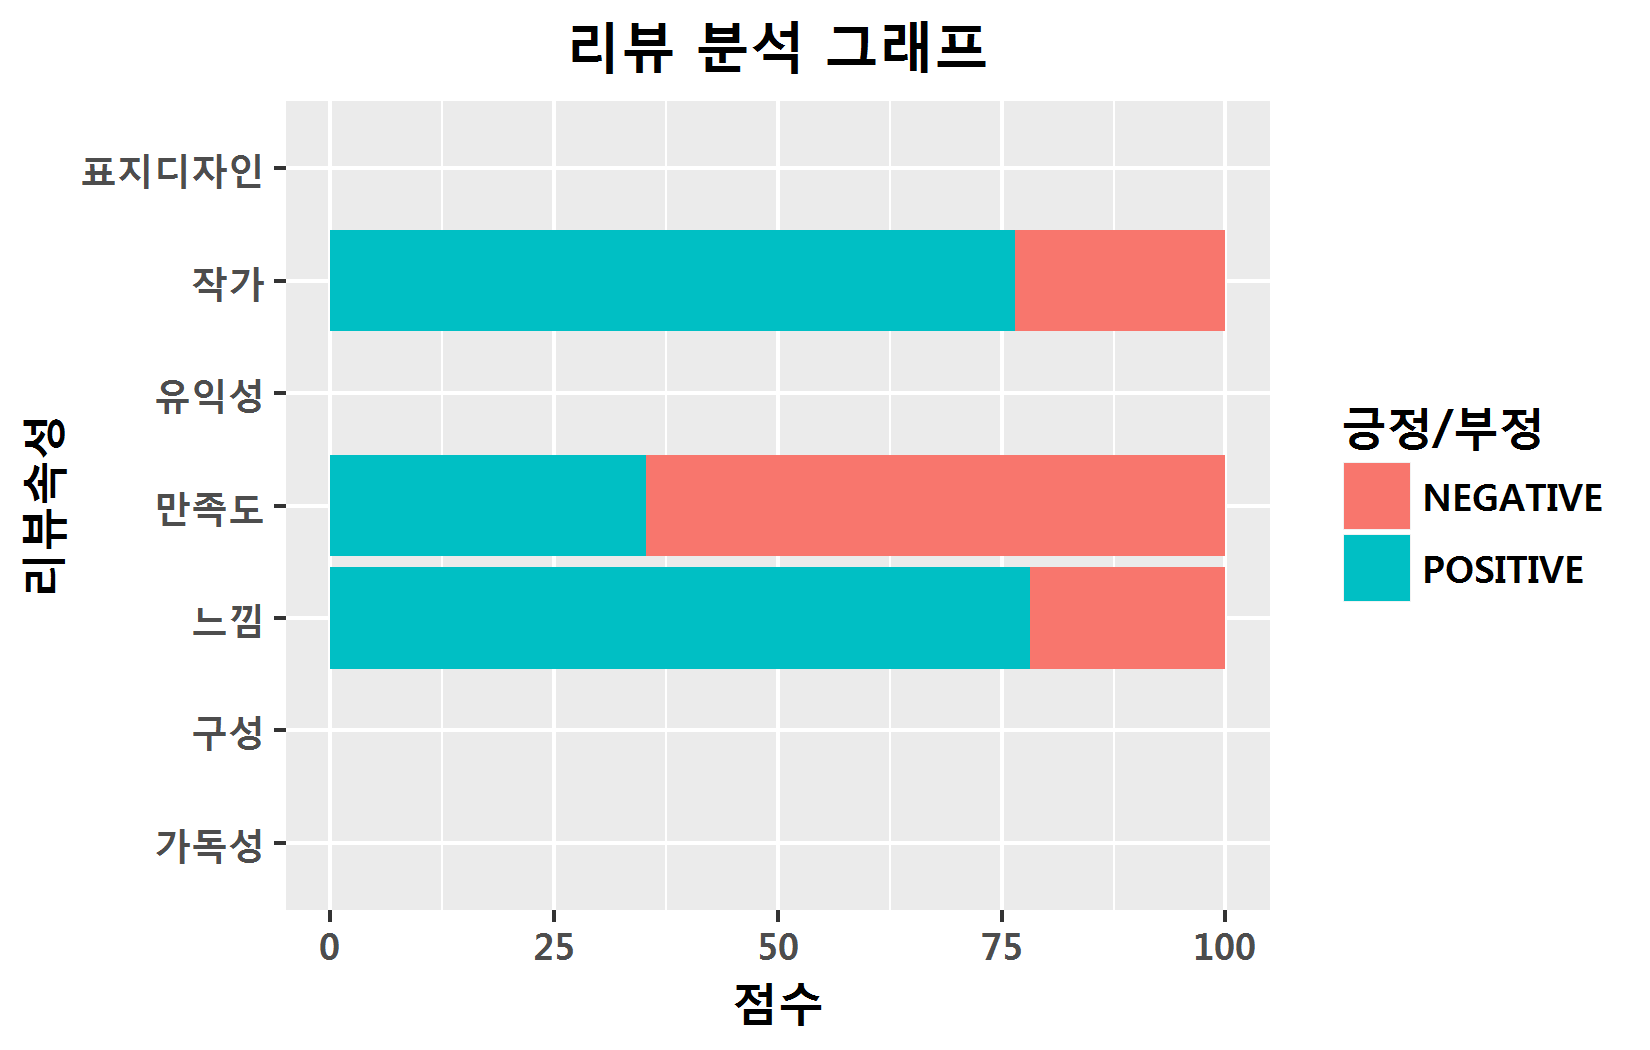 리뷰 분석 그래프
표지디자인
작가
유익성
만족도
느낌
구성
가독성
리뷰속성
0 25 50 75 100
점수
긍정/부정
NEGATIVE
POSITIVE